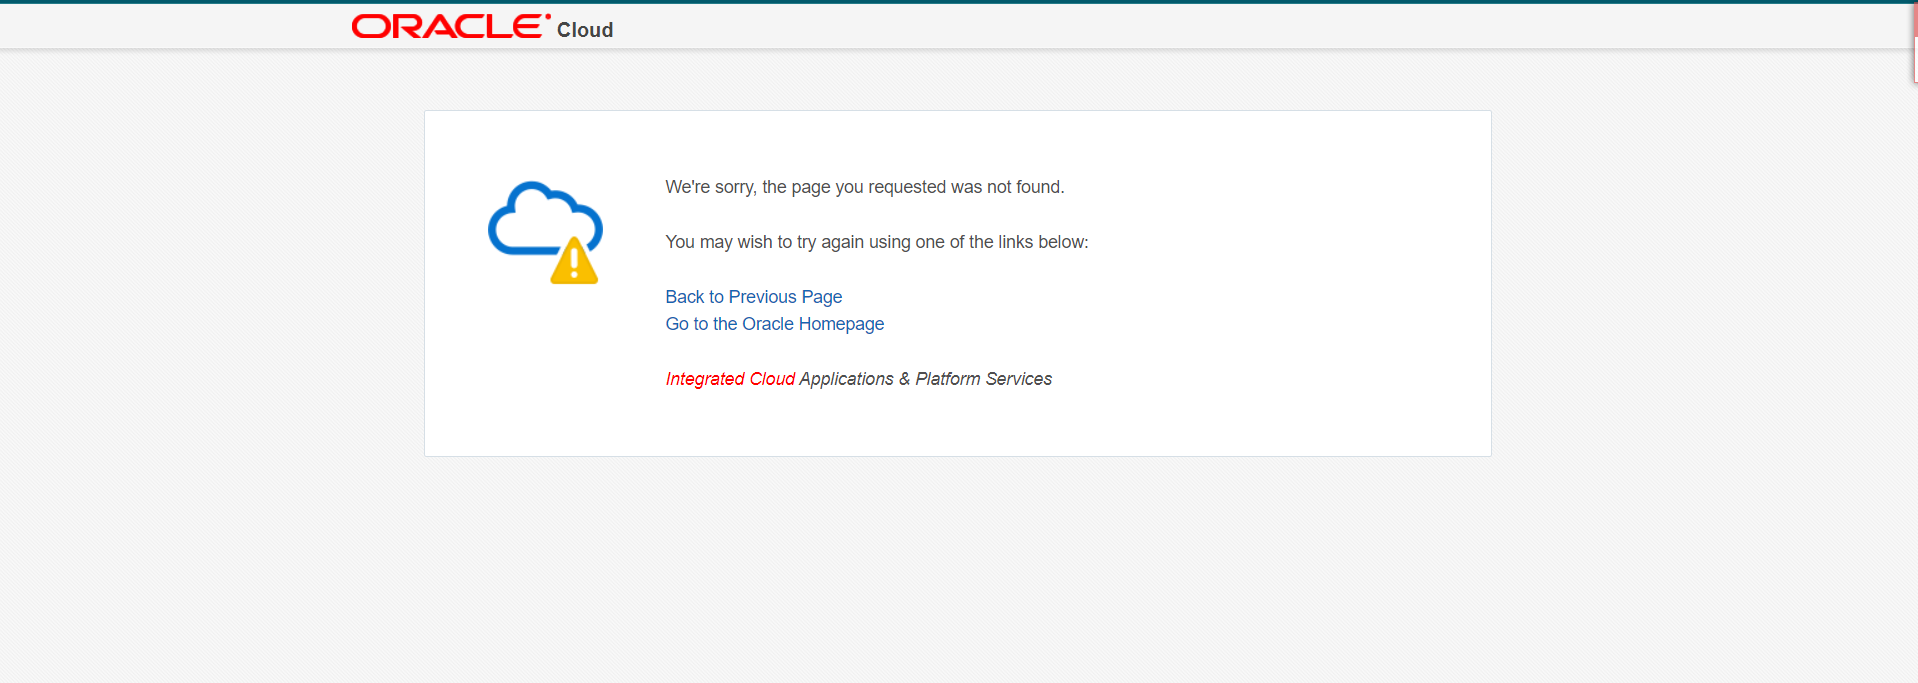 ORACLE Cloud
We're sorry, the page you requested was not found.
You may wish to try again using one of the links below:
Back to Previous Page
Go to the Oracle Homepage
Integrated Cloud Applications & Platform Services